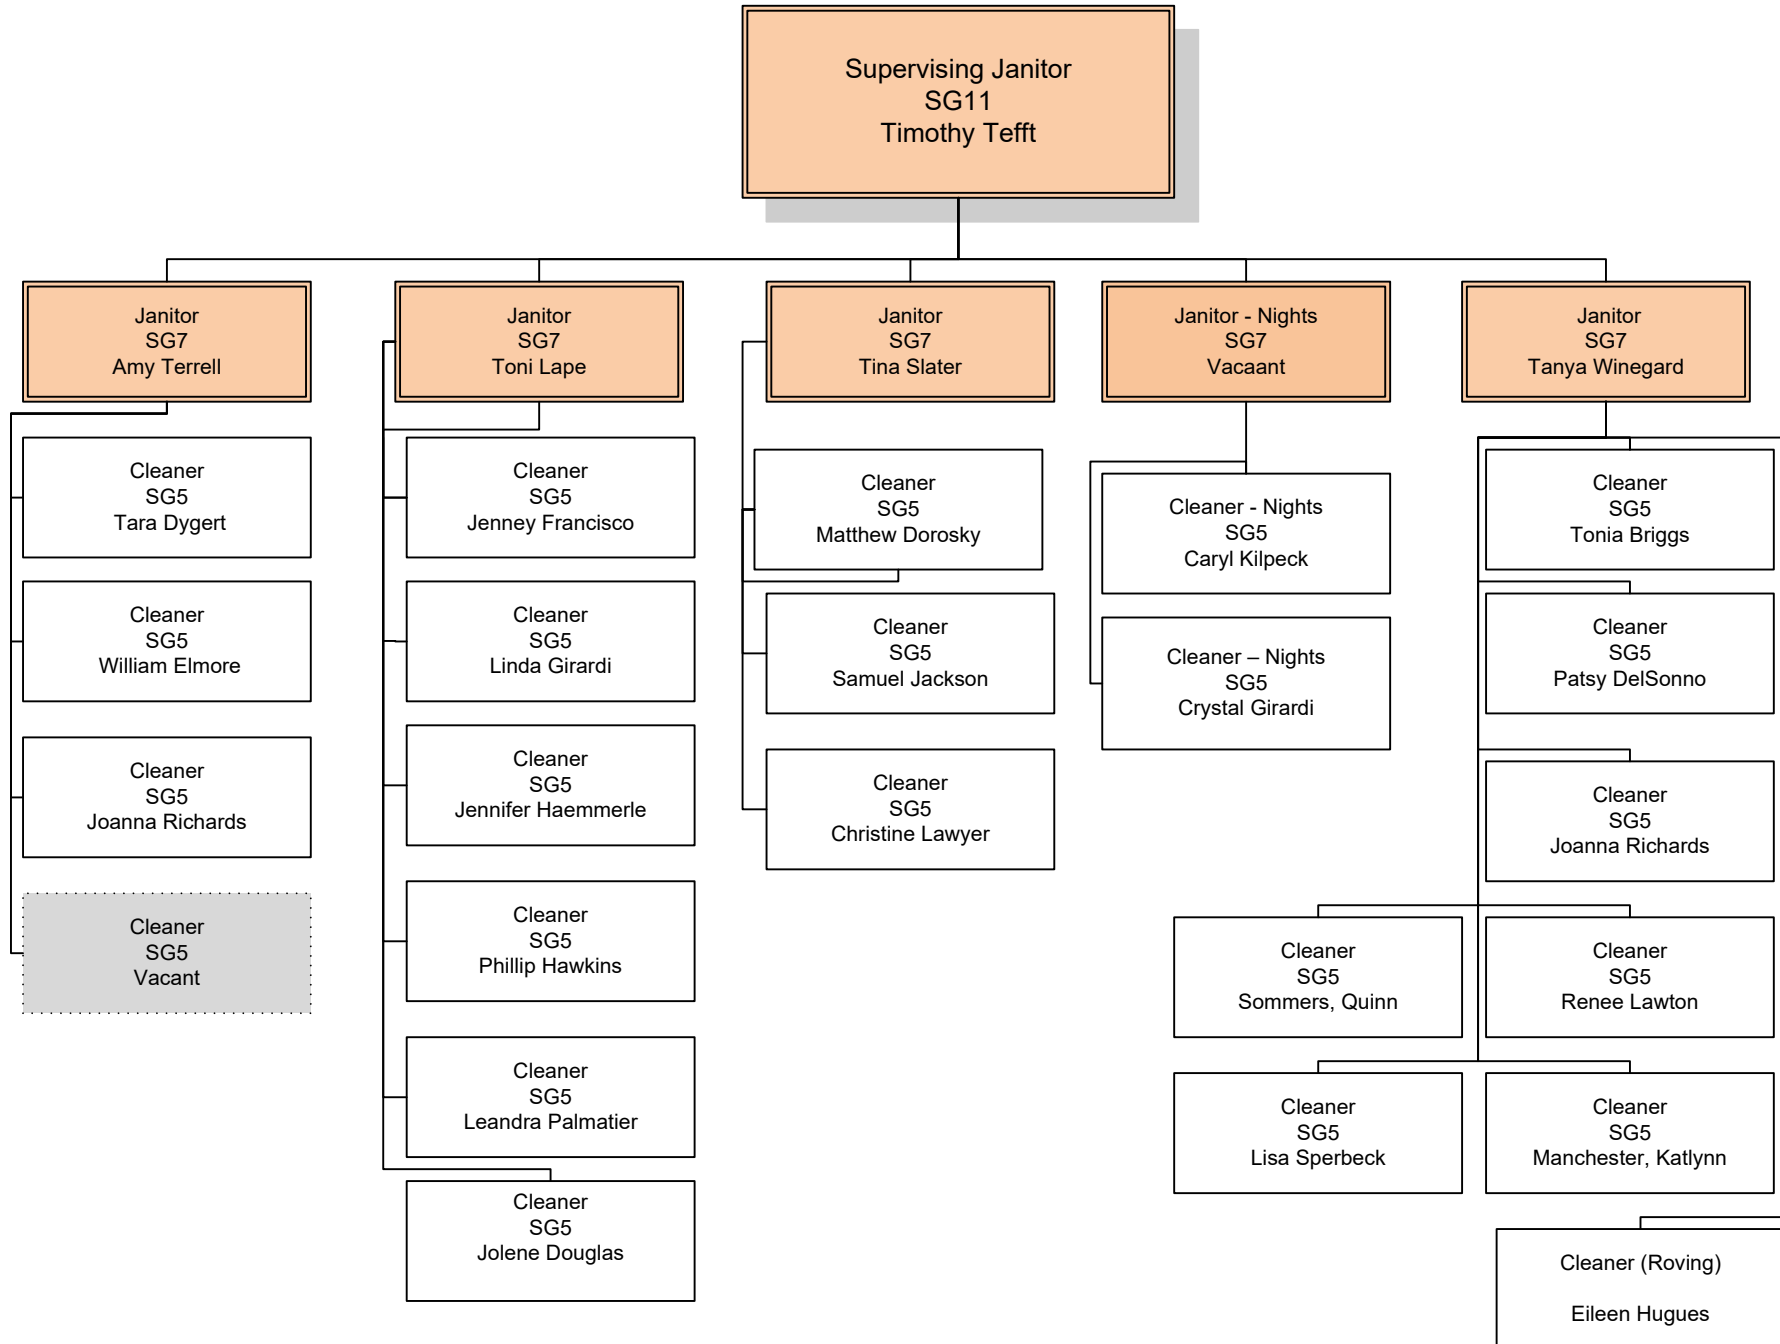 Supervising Janitor
SG11
Timothy Tefft
Janitor
SG7
Amy Terrell
Janitor
SG7
Toni Lape
Janitor
SG7
Tina Slater
Janitor - Nights
SG7
Vacaant
Janitor
SG7
Tanya Winegard
Cleaner
SG5
Tara Dygert
Cleaner
SG5
William Elmore
Cleaner
SG5
Joanna Richards
Cleaner
SG5
Vacant
Cleaner
SG5
Jenney Francisco
Cleaner
SG5
Linda Girardi
Cleaner
SG5
Jennifer Haemmerle
Cleaner
SG5
Phillip Hawkins
Cleaner
SG5
Leandra Palmatier
Cleaner
SG5
Jolene Douglas
Cleaner
SG5
Matthew Dorosky
Cleaner
SG5
Samuel Jackson
Cleaner
SG5
Christine Lawyer
Cleaner - Nights
SG5
Caryl Kilpeck
Cleaner – Nights
SG5
Crystal Girardi
Cleaner
SG5
Tonia Briggs
Cleaner
SG5
Patsy DelSonno
Cleaner
SG5
Joanna Richards
Cleaner
SG5
Sommers, Quinn
Cleaner
SG5
Renee Lawton
Cleaner
SG5
Lisa Sperbeck
Cleaner
SG5
Manchester, Katlynn
Cleaner (Roving)
Eileen Hugues